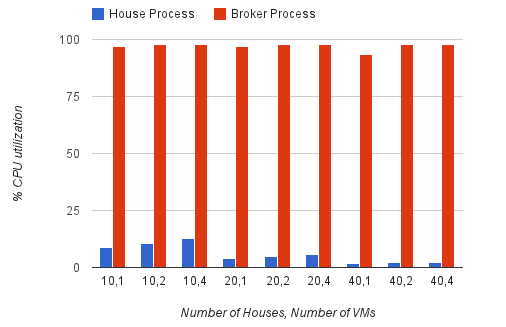 House Process Broker Process
100
75
50
25
0
10,1 10,2 10,4 20,1 20,2 20,4 40,1 40,2 40,4
% CPU utilization
Number of Houses, Number of VMs